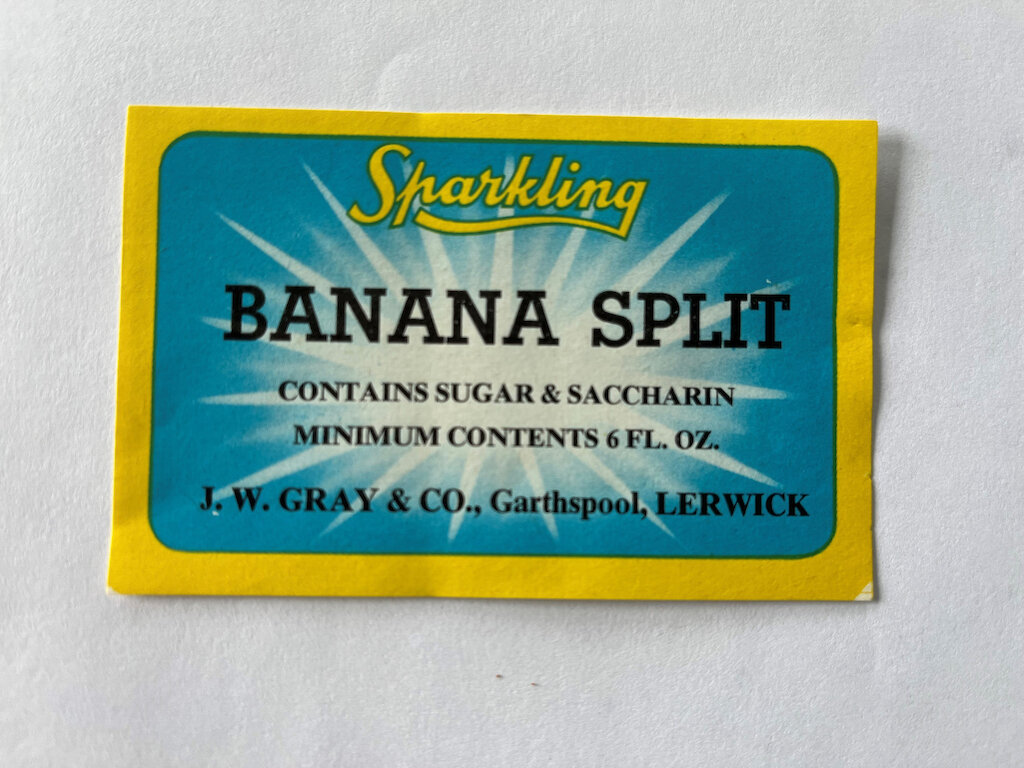 Sparkling
BANANA SPLIT
CONTAINS SUGAR & SACCHARIN
MINIMUM CONTENTS 6 FL. OZ.
J. W. GRAY & CO., Garthspool, LERWICK